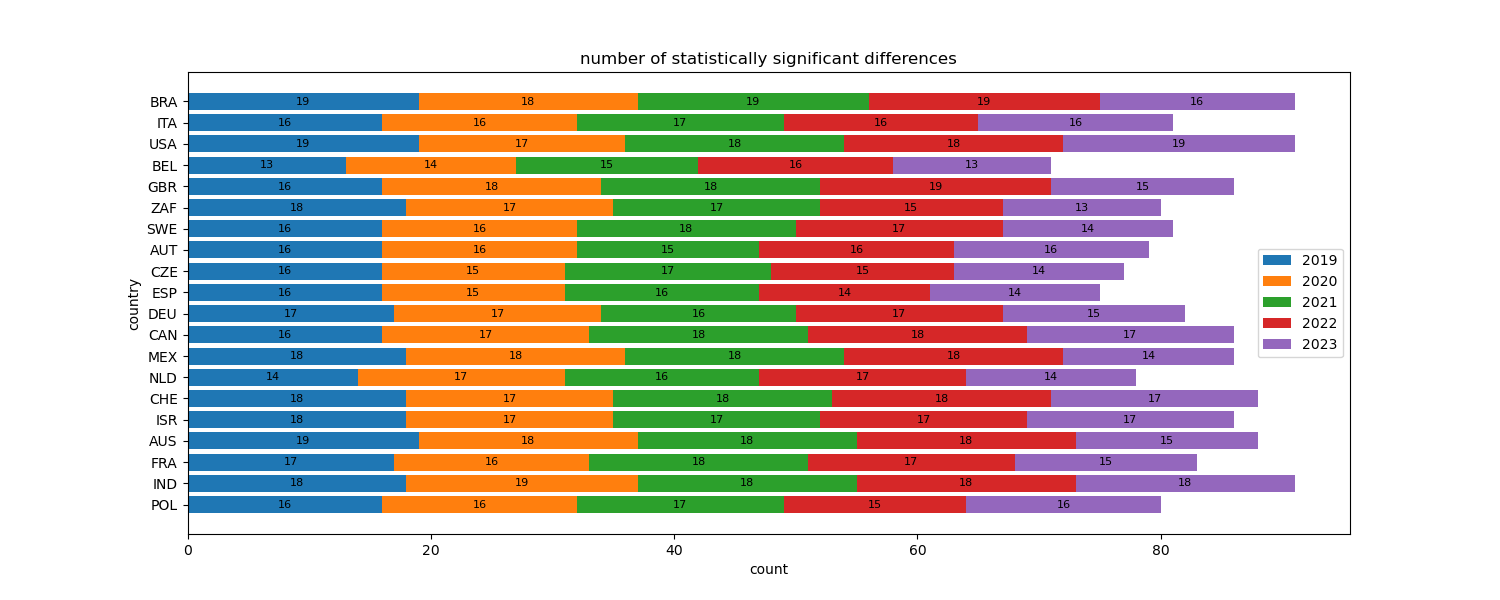 number of statistically significant differences
BRA 19 18 19 19 16
ITA 16 16 17 16 16
USA 19 17 18 18 19
BEL 13 14 15 16 13
GBR 16 18 18 19 15
ZAF 18 17 17 15 13
SWE 16 16 18 17 14
AUT 16 16 15 16 16
CZE 16 15 17 15 14
ESP 16 15 16 14 14
DEU 17 17 16 17 15
CAN 16 17 18 18 17
MEX 18 18 18 18 14
NLD 14 17 16 17 14
CHE 18 17 18 18 17
ISR 18 17 17 17 17
AUS 19 18 18 18 15
FRA 17 16 18 17 15
IND 18 19 18 18 18
POL 16 16 17 15 16
country
2019
2020
2021
2022
2023
0 20 40 60 80
count